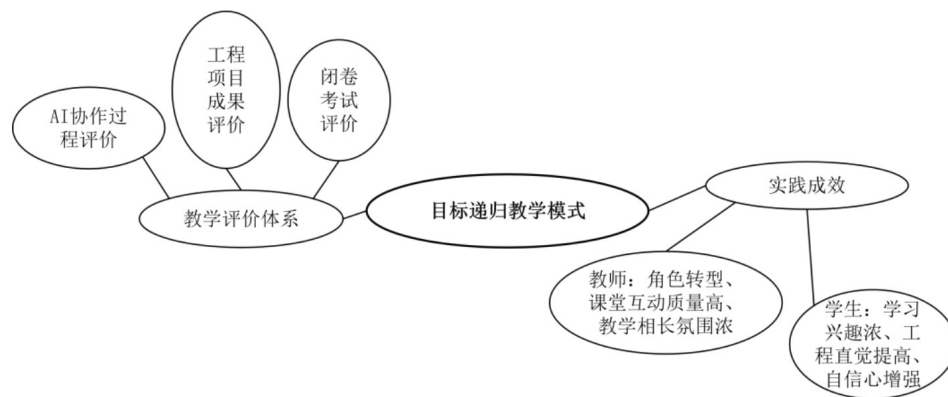 工程
项目
成果
评价
闭卷
考试
评价
AI协作过
程评价
教学评价体系
目标递归教学模式
实践成效
教师：角色转型、
课堂互动质量高、
教学相长氛围浓
学生：学习
兴趣浓、工
程直觉提高、
自信心增强